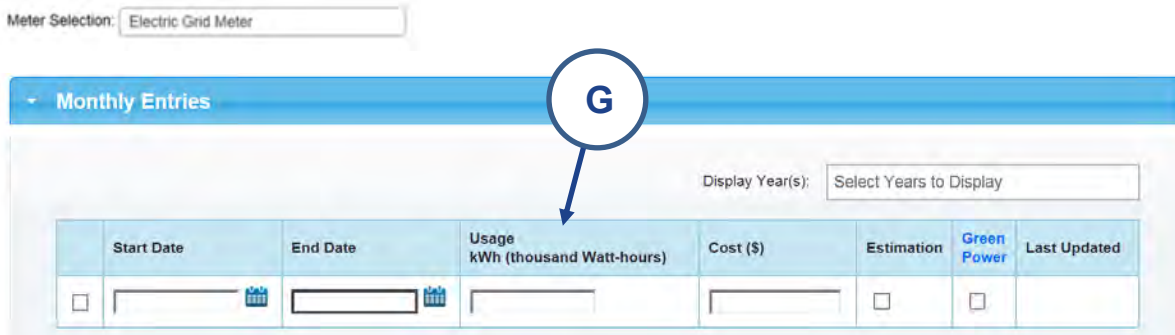 Meter Selection: Electric Grid Meter
Monthly Entries
G
Display Year(s): Select Years to Display
Start Date End Date Usage Cost ($) Estimation Green Last Updated
kWh (thousand Watt-hours) Power